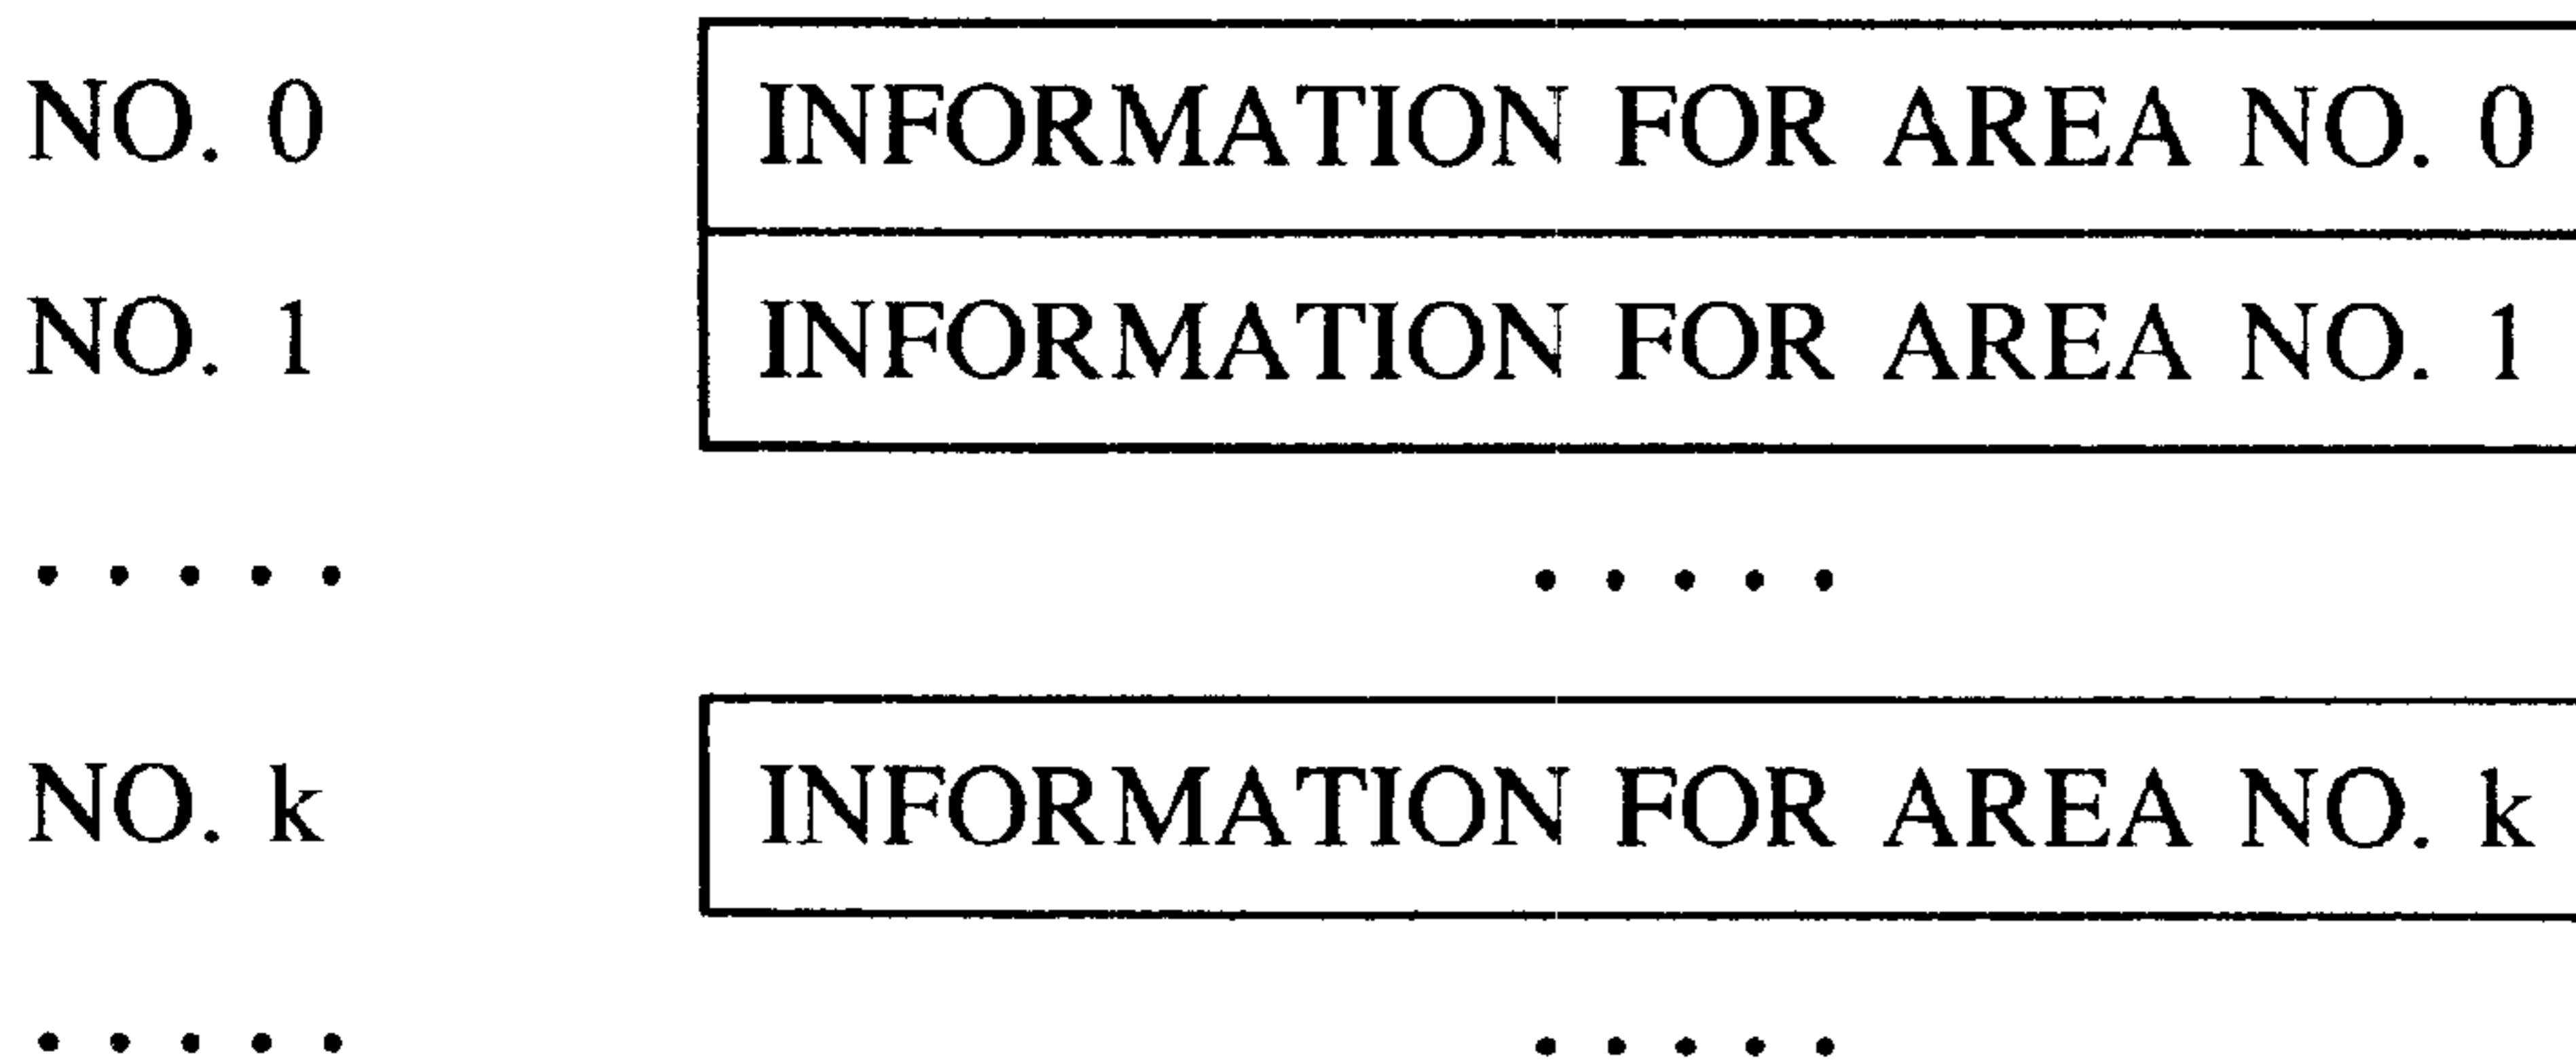 NO. 0 INFORMATION FOR AREA NO. 0
NO. 1 INFORMATION FOR AREA NO. 1
. . . . . . . . . .
NO. k INFORMATION FOR AREA NO. k
. . . . . . . . . .